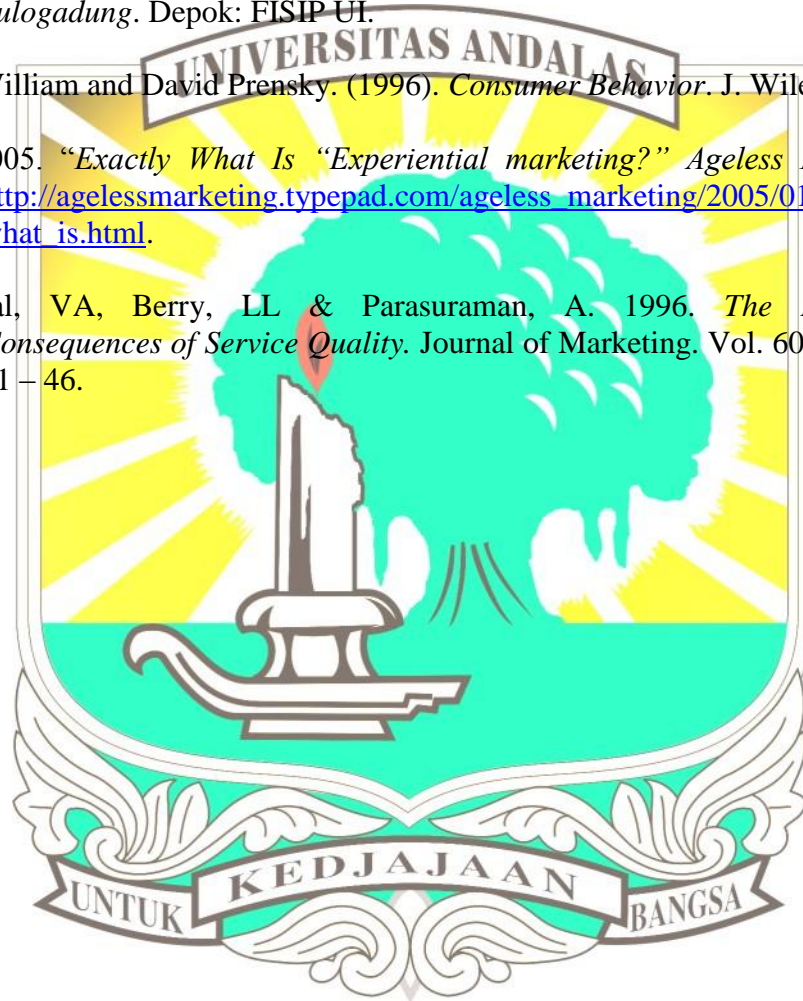 ulogadung. Depok: FISIP UI.
UNIVERSITAS ANDALAS
William and David Prensky. (1996). Consumer Behavior. J. Wile
005. “Exactly What Is “Experiential marketing?” Ageless
ttp://agelessmarketing.typepad.com/ageless_marketing/2005/01
hat_is.html.
al, VA, Berry, LL & Parasuraman, A. 1996. The
Consequences of Service Quality. Journal of Marketing. Vol. 60
1 – 46.
UNTUK KEDJAJAAN BANGSA